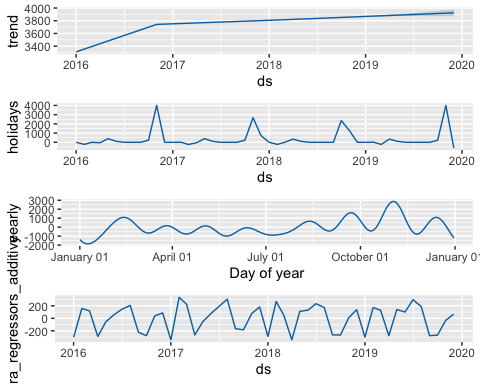 4000
3800
3600
3400
trend
2016
2017
2018
2019
2020
ds
4000
3000
2000
1000
0
holidays
2016
2017
2018
2019
2020
ds
3000
2000
1000
0
-1000
-2000
yearly
January 01
April 01
July 01
October 01
January 01
Day of year
200
0
-200
ra_regressors_additive
2016
2017
2018
2019
2020
ds